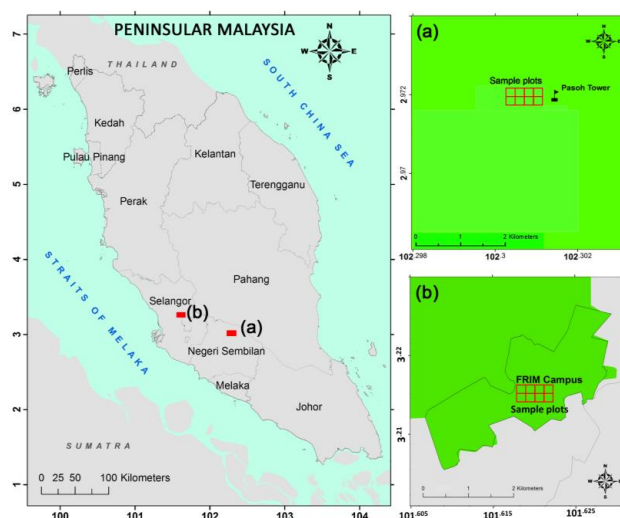 PENINSULAR MALAYSIA
N
W E
S
THAILAND
SOUTH CHINA SEA
Perlis
Kedah
Pulau Pinang
Kelantan
Terengganu
Perak
Pahang
STRAITS OF MELAKA
Selangor
(b)
(a)
Negeri Sembilan
Melaka
Johor
SUMATRA
0 25 50 100 Kilometers
7
6
5
4
3
2
1
100 101 102 103 104
(a)
N
W E
S
Sample plots
Pasoh Tower
2.972
2.97
0 1 2 Kilometers
102.298 102.3 102.302
(b)
FRIM Campus
Sample plots
3.22
3.21
0 1 2 Kilometers
N
W E
S
101.605 101.615 101.625